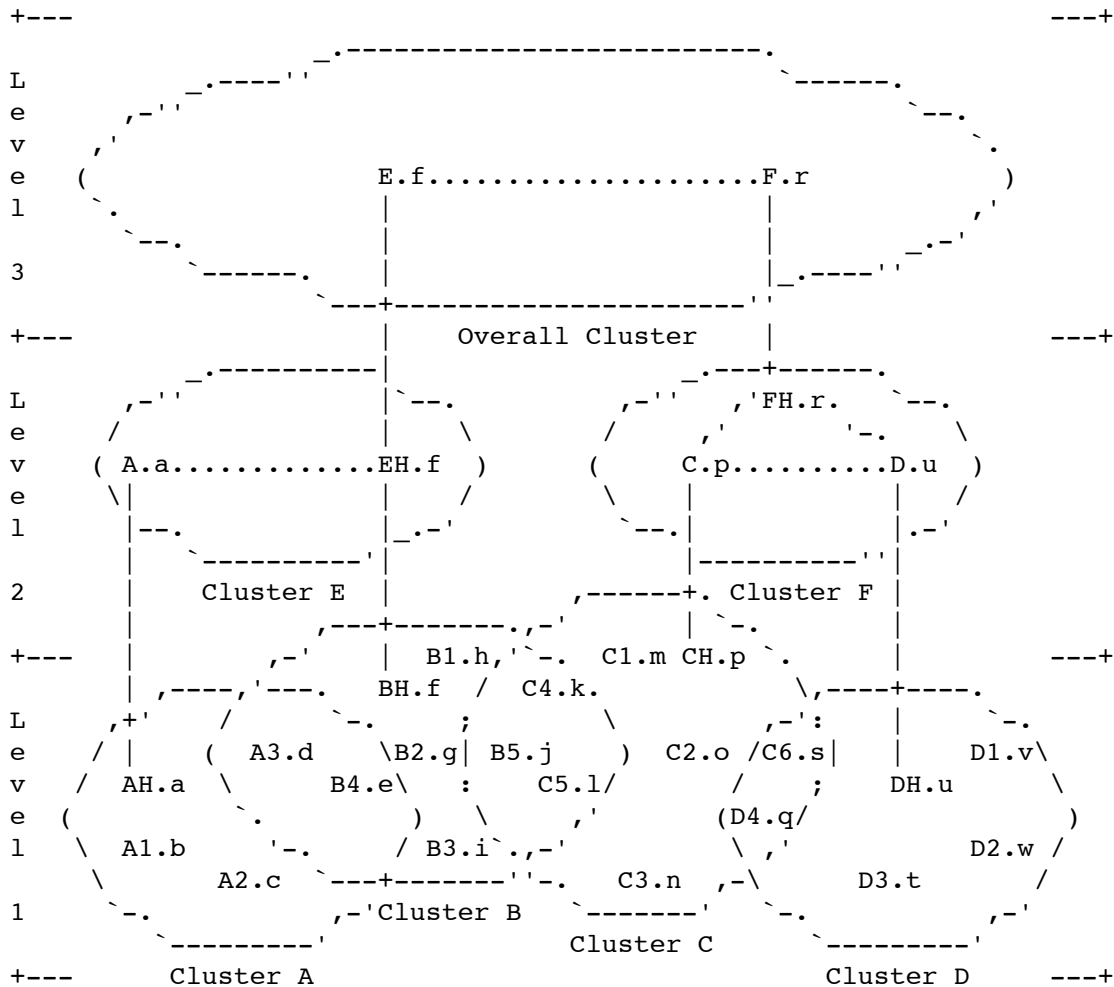 +---                                                             ---+
                   _.--------------------------.
L           _.----''                            `------.
e       ,-''                                            `--.
v     ,'                                                    `.
e    (                  E.f.....................F.r            )
l     `.                |                       |            ,'
        `--.            |                       |        _.-'
3           `------.    |                       |_.----''
                    `---+----------------------''
+---                    |    Overall Cluster    |                ---+
            _.----------|                  _.---+------.
L       ,-''            |`--.          ,-''   ,'FH.r.   `--.
e      /                |    \        /     ,'       '-.    \
v     ( A.a.............EH.f  )      (     C.p..........D.u  )
e      \|               |    /        \     |            |  /
l       |--.            |_.-'          `--.|            |.-'
        |   `----------'|                  |----------''|
2       |    Cluster E  |           ,------+. Cluster F |
        |           ,---+-------.,-'       |  `-.       |
+---    |        ,-'    |  B1.h,'`-.  C1.m CH.p  `.     |        ---+
        | ,----,'---.   BH.f  /  C4.k.            \,----+----.
L      ,+'    /      `-.     ;        \         ,-':    |     `-.
e     / |    (  A3.d    \B2.g| B5.j    )  C2.o /C6.s|   |    D1.v\
v    /  AH.a  \      B4.e\   :    C5.l/       /    ;    DH.u      \
e   (          `.         )   \      ,'      (D4.q/                )
l    \  A1.b     '-.     / B3.i`.,-'          \ ,'           D2.w /
      \       A2.c  `---+-------''-.   C3.n  ,-\      D3.t       /
1      `-.           ,-'Cluster B   `-------'   `-.           ,-'
          `---------'               Cluster C      `---------'
+---      Cluster A                                Cluster D     ---+